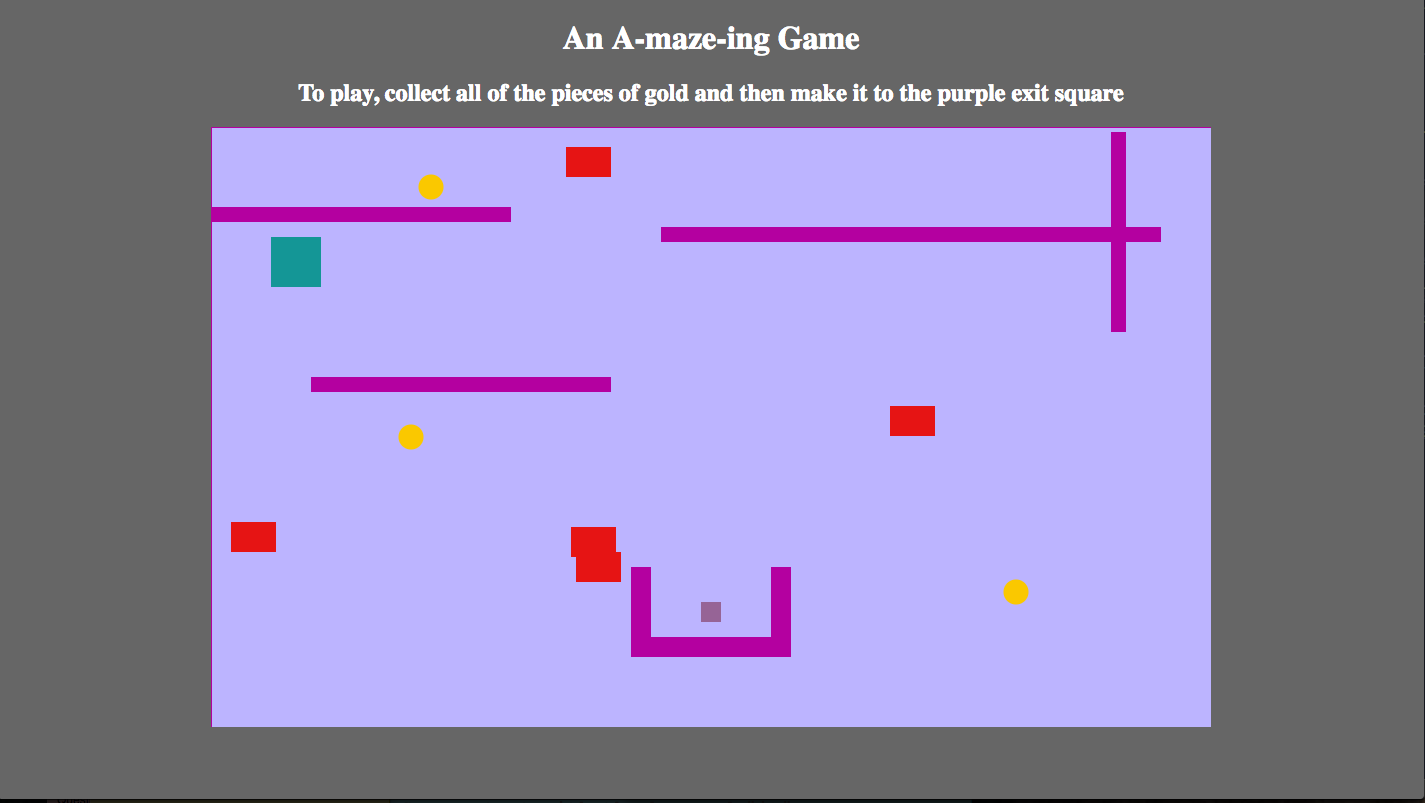 An A-maze-ing Game
To play, collect all of the pieces of gold and then make it to the purple exit square